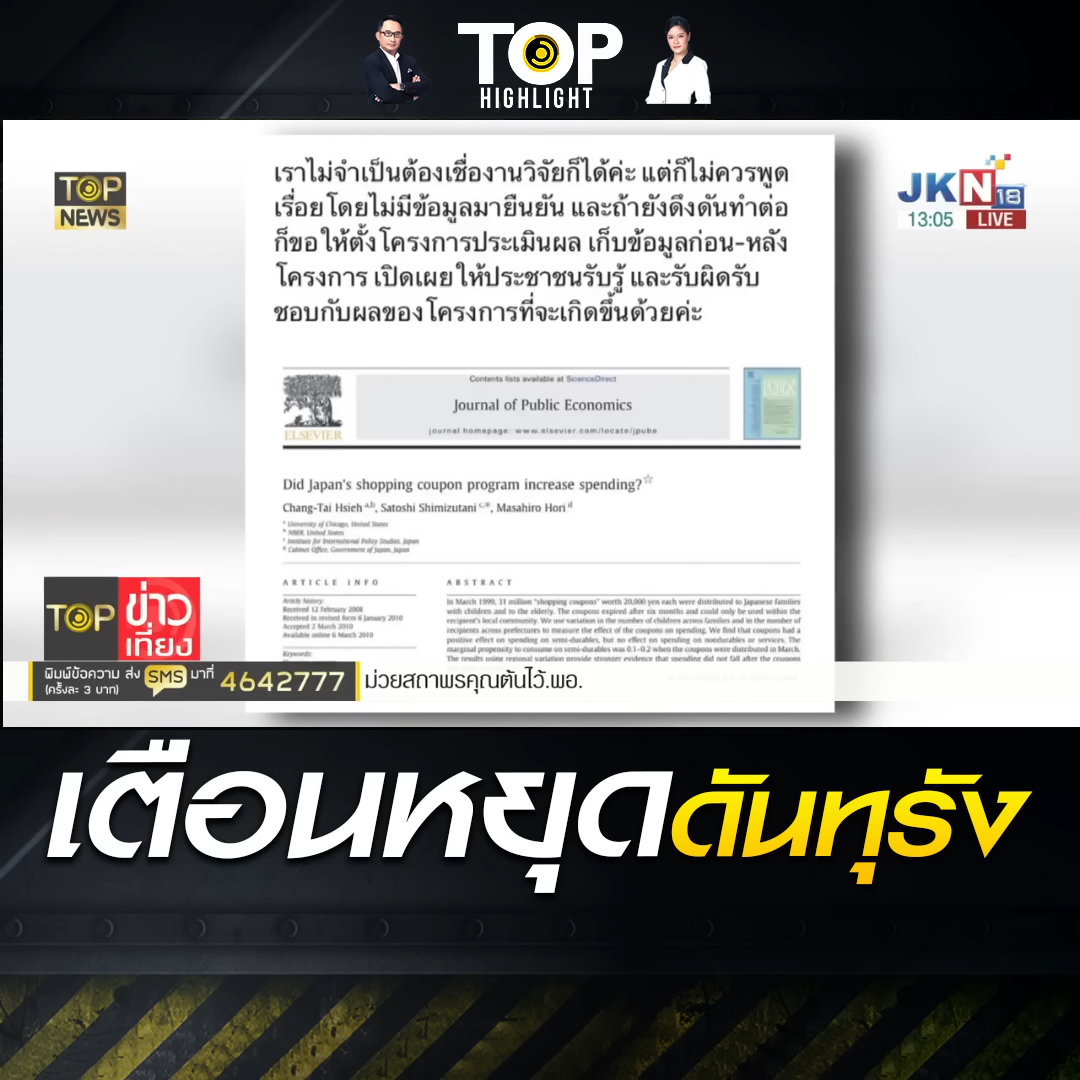 TOP
HIGHLIGHT
TOP
NEWS
JKN18
13:05 LIVE
เราไม่จำเป็นต้องเชื่องานวิจัยก็ได้ค่ะ แต่ก็ไม่ควรพูด
เรื่อยโดยไม่มีข้อมูลมายืนยัน และถ้ายังดึงดันทำต่อ
ก็ขอให้ตั้งโครงการประเมินผล เก็บข้อมูลก่อน-หลัง
โครงการ เปิดเผยให้ประชาชนรับรู้ และรับผิดรับ
ชอบกับผลของโครงการที่จะเกิดขึ้นด้วยค่ะ
Contents lists available at ScienceDirect
Journal of Public Economics
journal homepage: www.elsevier.com/locate/jpube
ELSEVIER
Did Japan's shopping coupon program increase spending?☆
Chang-Tai Hsieh a,b, Satoshi Shimizutani c,*, Masahiro Hori d
a University of Chicago, United States
b NBER, United States
c Institute for International Policy Studies, Japan
d Cabinet Office, Government of Japan, Japan
ARTICLE INFO
Article history:
Received 12 February 2008
Received in revised form 6 January 2010
Accepted 2 March 2010
Available online 6 March 2010
Keywords:
ABSTRACT
In March 1999, 31 million "shopping coupons" worth 20,000 yen each were distributed to Japanese families
with children and to the elderly. The coupons expired after six months and could only be used within the
recipient's local community. We use variation in the number of children across families and in the number of
recipients across prefectures to measure the effect of the coupons on spending. We find that coupons had a
positive effect on spending on semi-durables, but no effect on spending on nondurables or services. The
marginal propensity to consume on semi-durables was 0.1–0.2 when the coupons were distributed in March.
The results using regional variation provide stronger evidence that spending did not fall after the coupons
TOP ข่าวเที่ยง
พิมพ์ข้อความ ส่ง SMS มาที่ 4642777
(ครั้งละ 3 บาท)
ม่วยสถาพรคุณต้นไว้.พอ.
เตือนหยุดดันทุรัง